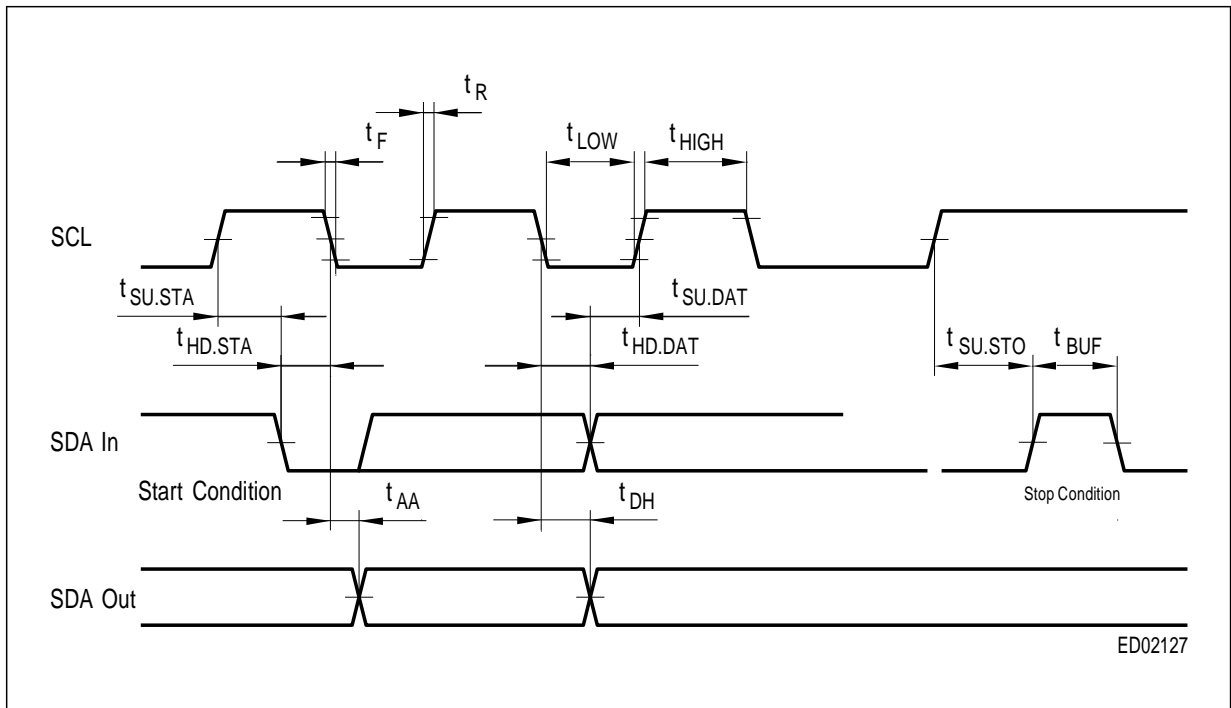 t R
t F
t LOW
t HIGH
SCL
t SU.STA
t SU.DAT
t HD.STA
t HD.DAT
t SU.STO
t BUF
SDA In
Start Condition
t AA
t DH
Stop Condition
SDA Out
ED02127